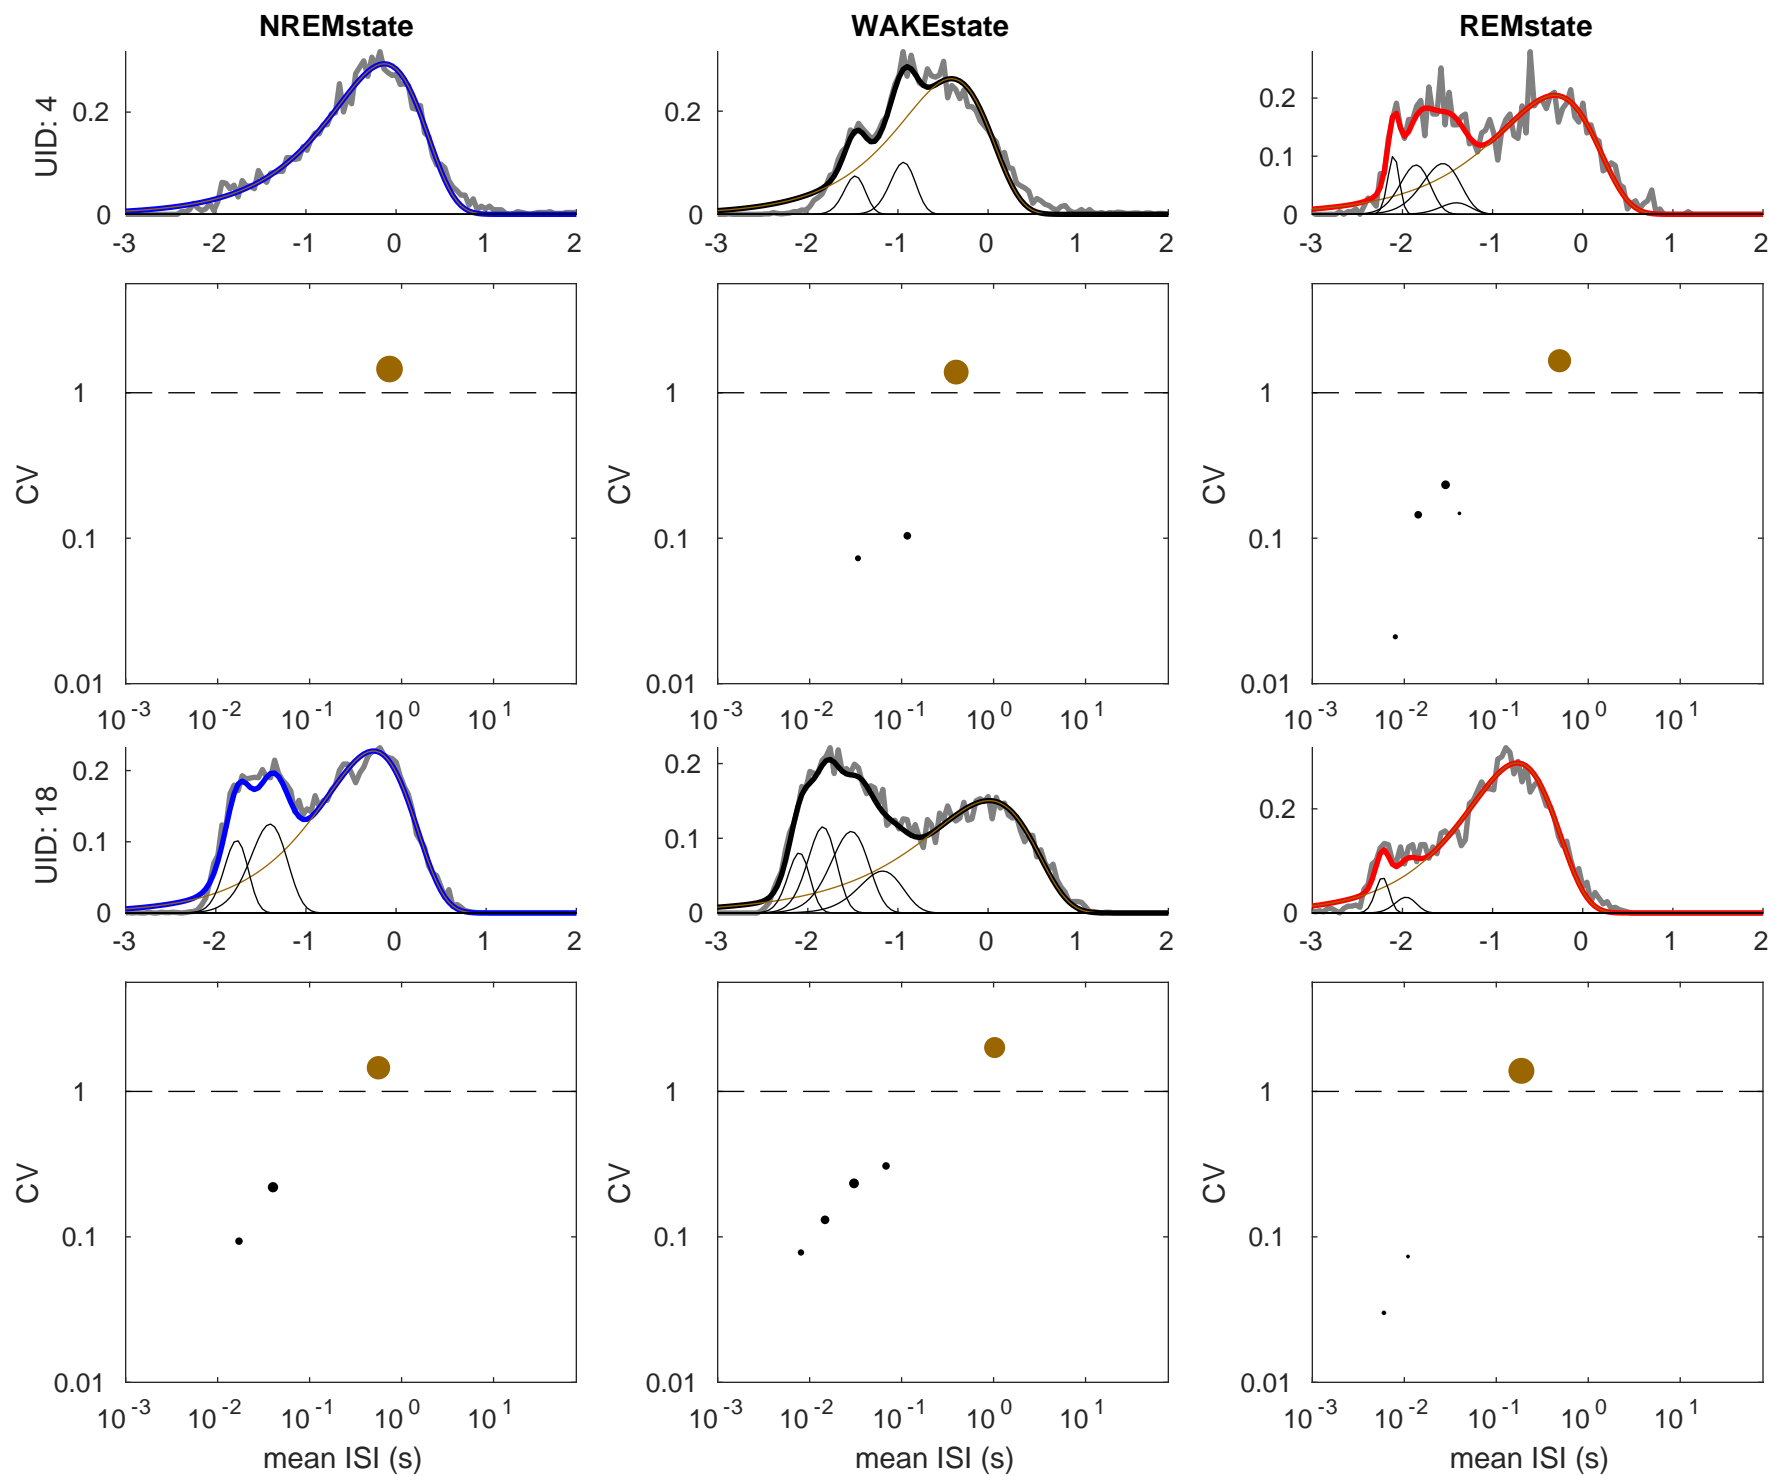 NREMstate WAKEstate REMstate
UID: 4
0.2 0.2 0.2
0.1
0 0 0
-3 -2 -1 0 1 2 -3 -2 -1 0 1 2 -3 -2 -1 0 1 2
CV CV CV
1 1 1
0.1 0.1 0.1
0.01 0.01 0.01
10^-3 10^-2 10^-1 10^0 10^1 10^-3 10^-2 10^-1 10^0 10^1 10^-3 10^-2 10^-1 10^0 10^1
UID: 18
0.2 0.2 0.2
0.1 0.1
0 0 0
-3 -2 -1 0 1 2 -3 -2 -1 0 1 2 -3 -2 -1 0 1 2
CV CV CV
1 1 1
0.1 0.1 0.1
0.01 0.01 0.01
10^-3 10^-2 10^-1 10^0 10^1 10^-3 10^-2 10^-1 10^0 10^1 10^-3 10^-2 10^-1 10^0 10^1
mean ISI (s) mean ISI (s) mean ISI (s)